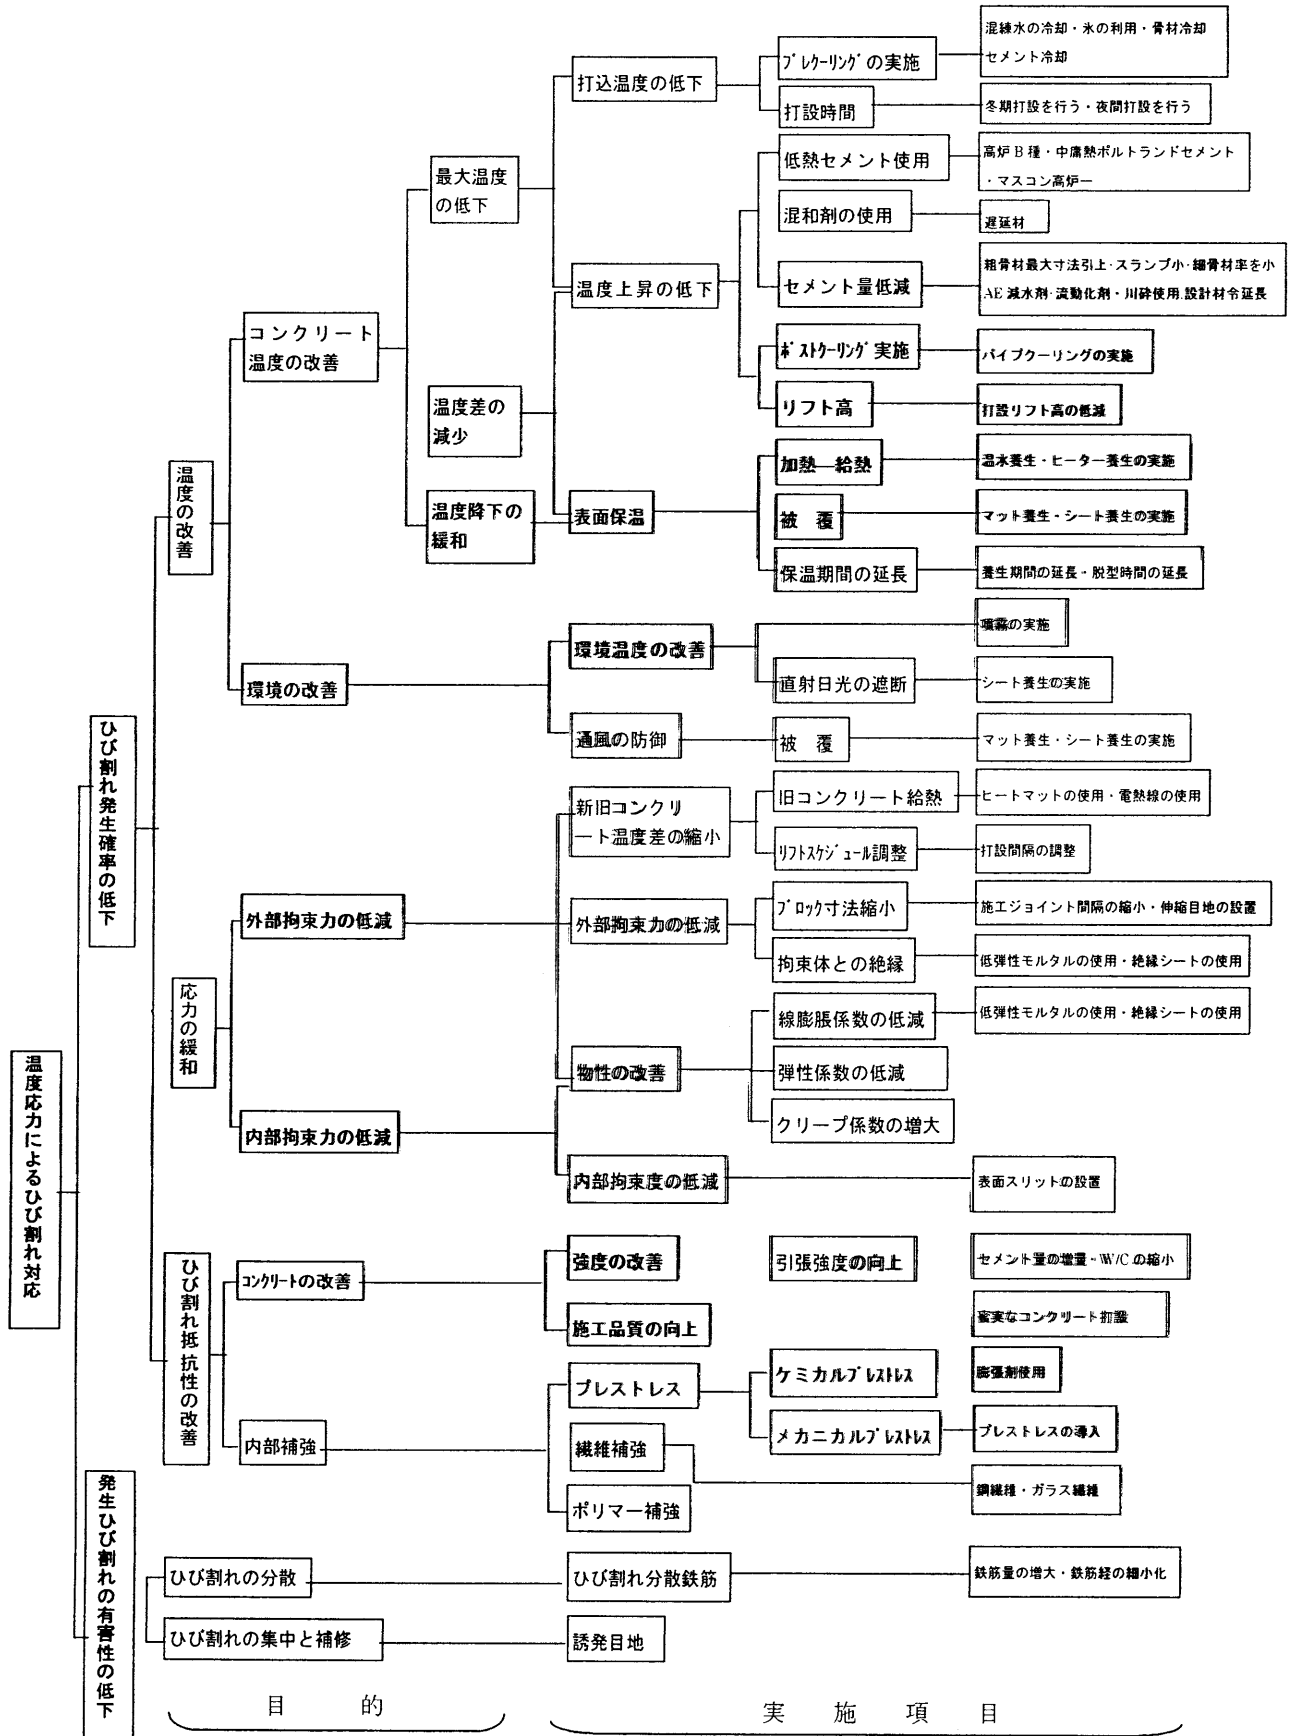 混練水の冷却・氷の利用・骨材冷却
セメント冷却
プレクーリングの実施
打込温度の低下
打設時間
冬期打設を行う・夜間打設を行う
低熱セメント使用
高炉B種・中庸熱ポルトランドセメント
・マスコン高炉ー
最大温度
の低下
混和剤の使用
遅延材
温度上昇の低下
セメント量低減
粗骨材最大寸法引上・スランプ小・細骨材率を小
AE減水剤・流動化剤・川砕使用、設計材令延長
コンクリート
温度の改善
ポストクーリング実施
パイプクーリングの実施
リフト高
打設リフト高の低減
温度差の
減少
加熱―給熱
温水養生・ヒーター養生の実施
温度の改善
温度降下の
緩和
表面保温
被 覆
マット養生・シート養生の実施
保温期間の延長
養生期間の延長・脱型時間の延長
環境温度の改善
噴霧の実施
環境の改善
直射日光の遮断
シート養生の実施
通風の防御
被 覆
マット養生・シート養生の実施
ひび割れ発生確率の低下
新旧コンクリ
ート温度差の縮小
旧コンクリート給熱
ヒートマットの使用・電熱線の使用
リフトスケジュール調整
打設間隔の調整
外部拘束力の低減
外部拘束力の低減
ブロック寸法縮小
施工ジョイント間隔の縮小・伸縮目地の設置
拘束体との絶縁
低弾性モルタルの使用・絶縁シートの使用
応力の緩和
線膨脹係数の低減
低弾性モルタルの使用・絶縁シートの使用
物性の改善
弾性係数の低減
クリープ係数の増大
内部拘束力の低減
内部拘束度の低減
表面スリットの設置
温度応力によるひび割れ対応
ひび割れ抵抗性の改善
コンクリートの改善
強度の改善
引張強度の向上
セメント量の増量・W/Cの縮小
施工品質の向上
密実なコンクリート打設
プレストレス
ケミカルプレストレス
膨張剤使用
メカニカルプレストレス
プレストレスの導入
内部補強
繊維補強
鋼繊維・ガラス繊維
ポリマー補強
発生ひび割れの有害性の低下
ひび割れの分散
ひび割れ分散鉄筋
鉄筋量の増大・鉄筋経の細小化
ひび割れの集中と補修
誘発目地
目 的
実 施 項 目